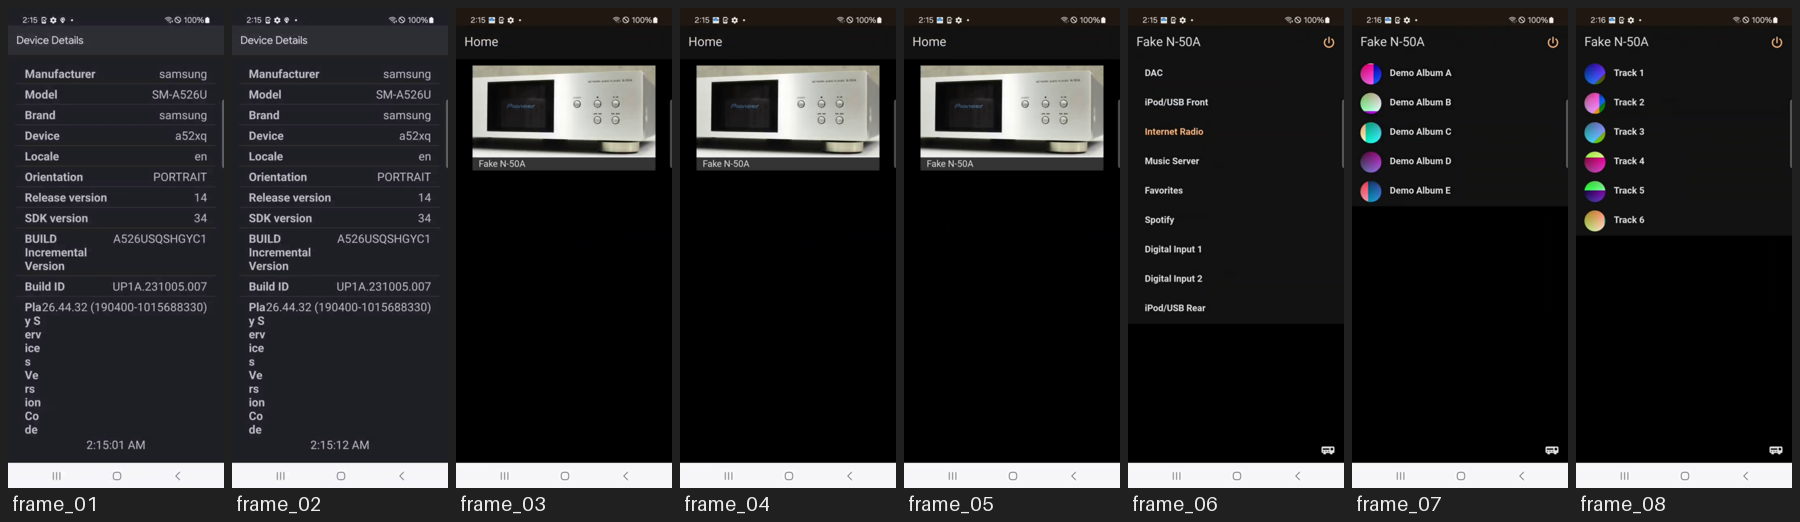 2:15
100%
Device Details
Manufacturer samsung
Model SM-A526U
Brand samsung
Device a52xq
Locale en
Orientation PORTRAIT
Release version 14
SDK version 34
BUILD A526USQSHGYC1
Incremental
Version
Build ID UP1A.231005.007
Pla26.44.32 (190400-1015688330)
y S
erv
ice
s
Ve
rs
ion
Co
de
2:15:01 AM
frame_01
2:15
100%
Device Details
Manufacturer samsung
Model SM-A526U
Brand samsung
Device a52xq
Locale en
Orientation PORTRAIT
Release version 14
SDK version 34
BUILD A526USQSHGYC1
Incremental
Version
Build ID UP1A.231005.007
Pla26.44.32 (190400-1015688330)
y S
erv
ice
s
Ve
rs
ion
Co
de
2:15:12 AM
frame_02
2:15
100%
Home
Pioneer
Fake N-50A
frame_03
2:15
100%
Home
Pioneer
Fake N-50A
frame_04
2:15
100%
Home
Pioneer
Fake N-50A
frame_05
2:15
100%
Fake N-50A
DAC
iPod/USB Front
Internet Radio
Music Server
Favorites
Spotify
Digital Input 1
Digital Input 2
iPod/USB Rear
frame_06
2:16
100%
Fake N-50A
Demo Album A
Demo Album B
Demo Album C
Demo Album D
Demo Album E
frame_07
2:16
100%
Fake N-50A
Track 1
Track 2
Track 3
Track 4
Track 5
Track 6
frame_08